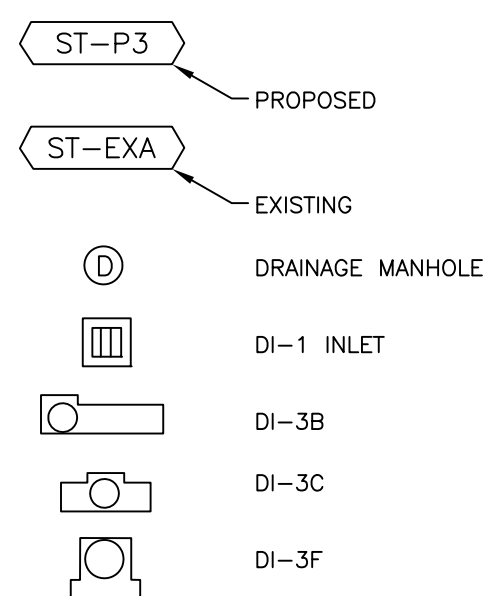 ST-P3
PROPOSED
ST-EXA
EXISTING
D DRAINAGE MANHOLE
DI-1 INLET
DI-3B
DI-3C
DI-3F